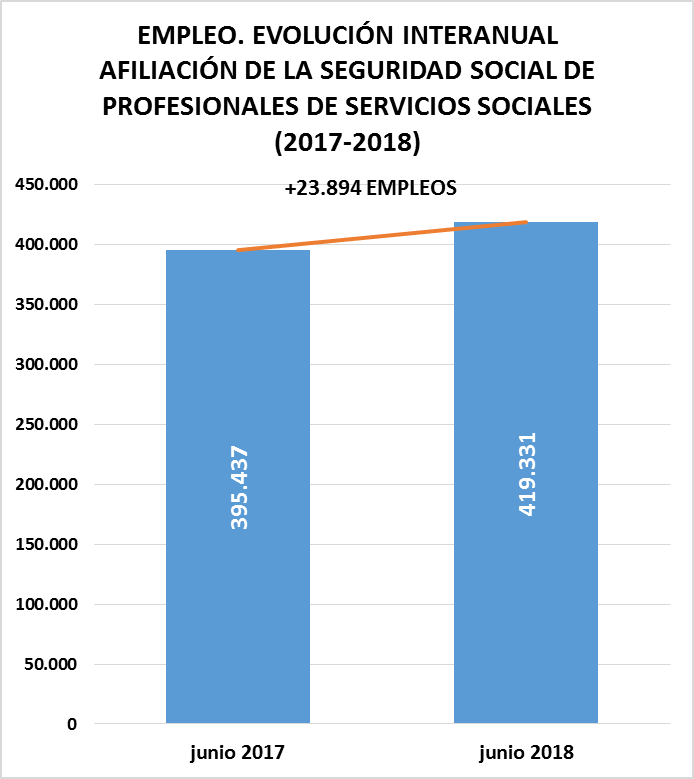 EMPLEO. EVOLUCIÓN INTERANUAL
AFILIACIÓN DE LA SEGURIDAD SOCIAL DE
PROFESIONALES DE SERVICIOS SOCIALES
(2017-2018)
+23.894 EMPLEOS
450.000
400.000
350.000
300.000
250.000
200.000
150.000
100.000
50.000
0
395.437
419.331
junio 2017
junio 2018